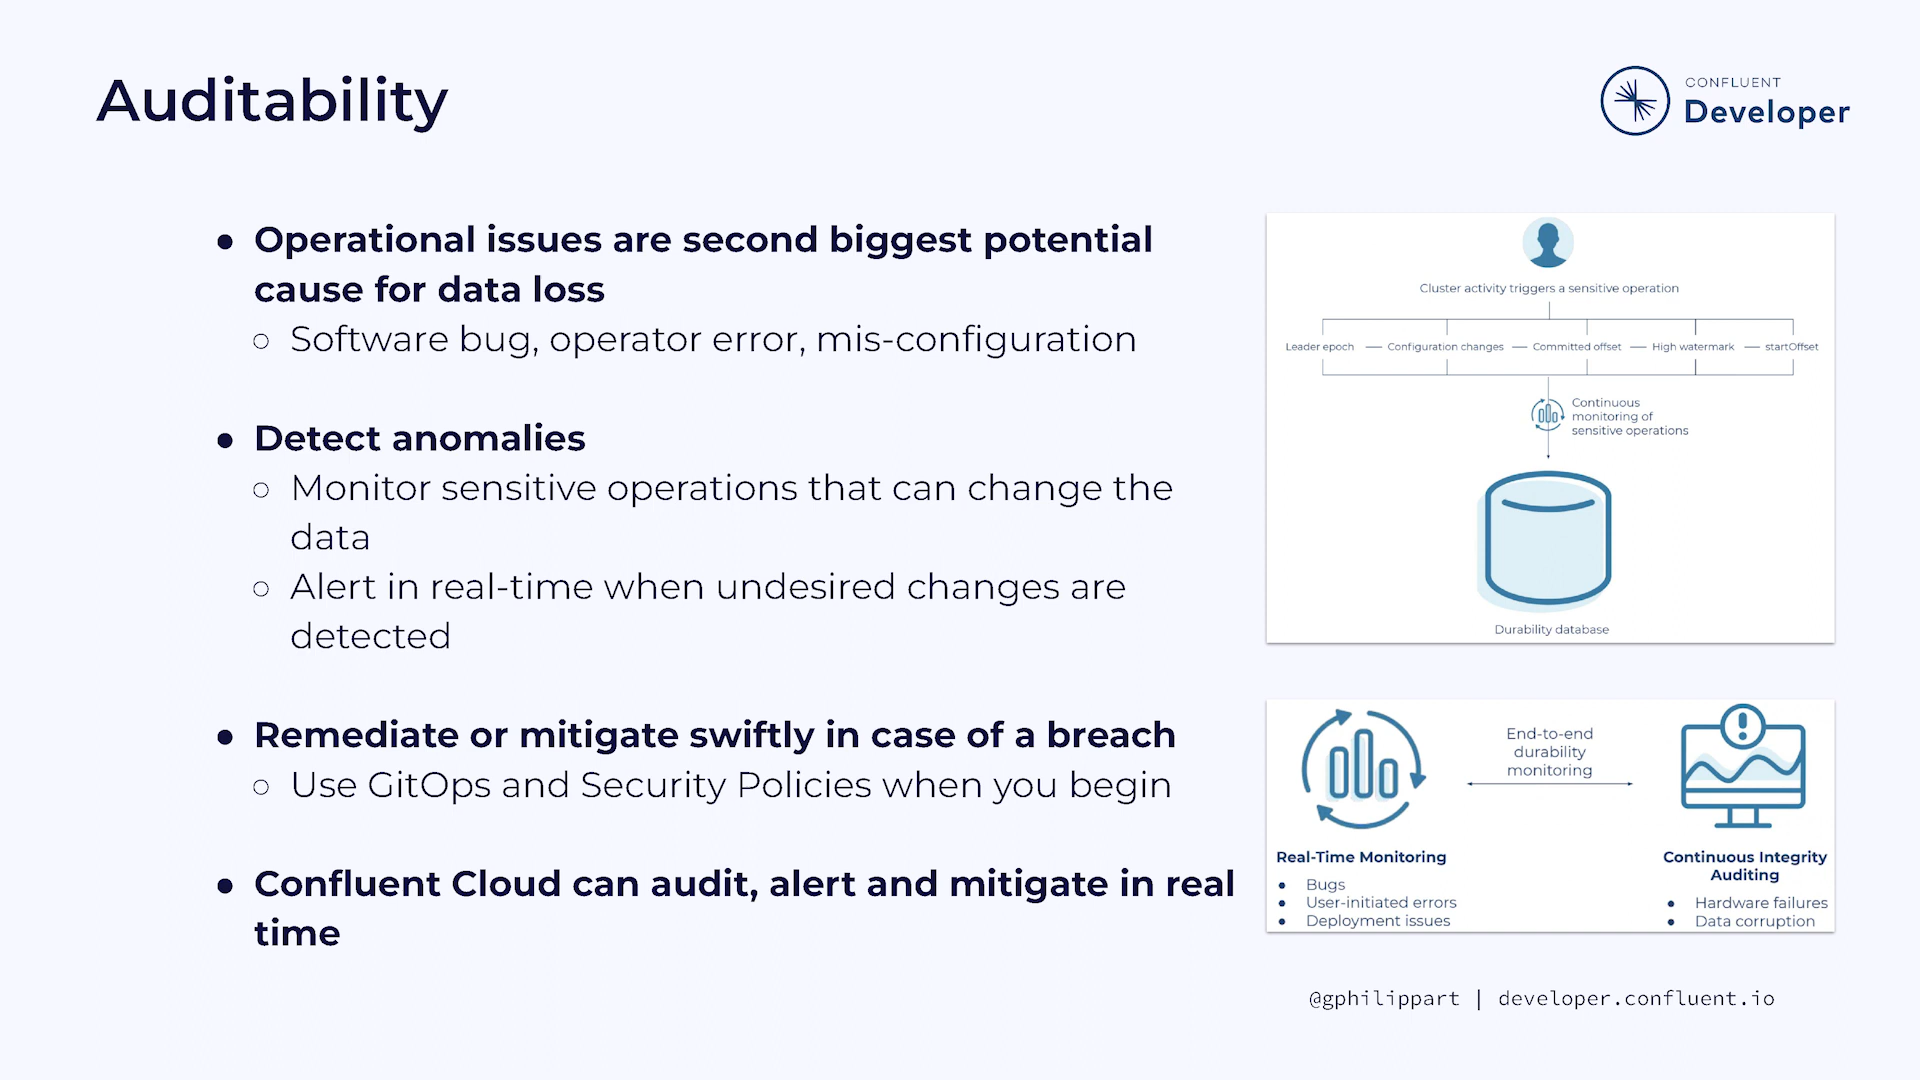 Auditability
CONFLUENT
Developer
● Operational issues are second biggest potential
cause for data loss
○ Software bug, operator error, mis-configuration
● Detect anomalies
○ Monitor sensitive operations that can change the
data
○ Alert in real-time when undesired changes are
detected
● Remediate or mitigate swiftly in case of a breach
○ Use GitOps and Security Policies when you begin
● Confluent Cloud can audit, alert and mitigate in real
time
Cluster activity triggers a sensitive operation
Leader epoch — Configuration changes — Committed offset — High watermark — startOffset
Continuous
monitoring of
sensitive operations
Durability database
End-to-end
durability
monitoring
Real-Time Monitoring
● Bugs
● User-initiated errors
● Deployment issues
Continuous Integrity
Auditing
● Hardware failures
● Data corruption
@gphilippart | developer.confluent.io